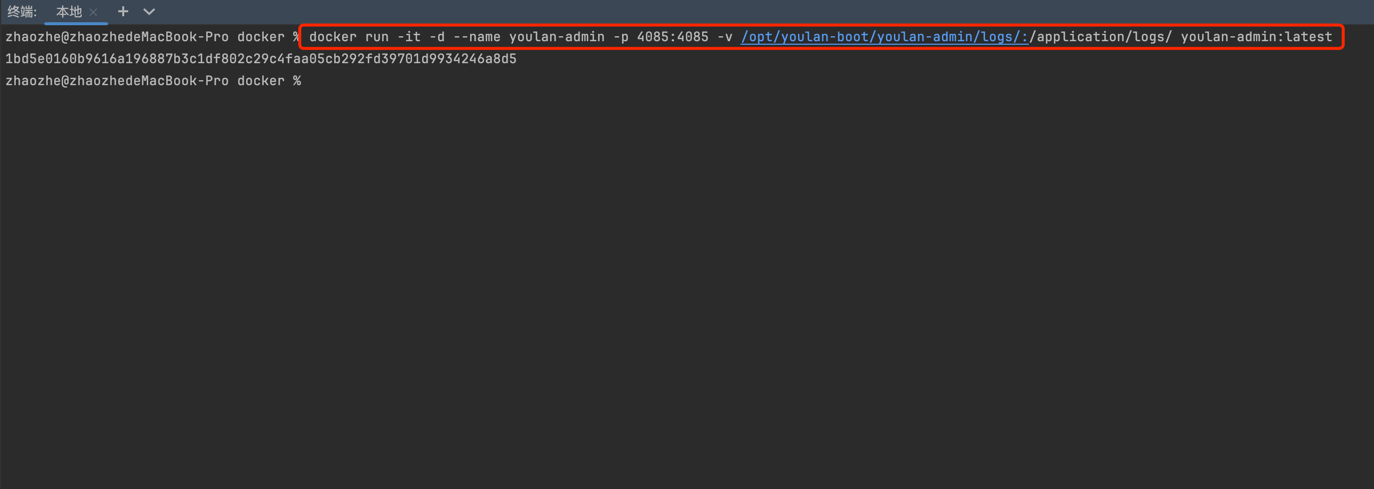 终端: 本地 × + ∨
zhaozhe@zhaozhedeMacBook-Pro docker % docker run -it -d --name youlan-admin -p 4085:4085 -v /opt/youlan-boot/youlan-admin/logs/:/application/logs/ youlan-admin:latest
1bd5e0160b9616a196887b3c1df802c29c4faa05cb292fd39701d9934246a8d5
zhaozhe@zhaozhedeMacBook-Pro docker %